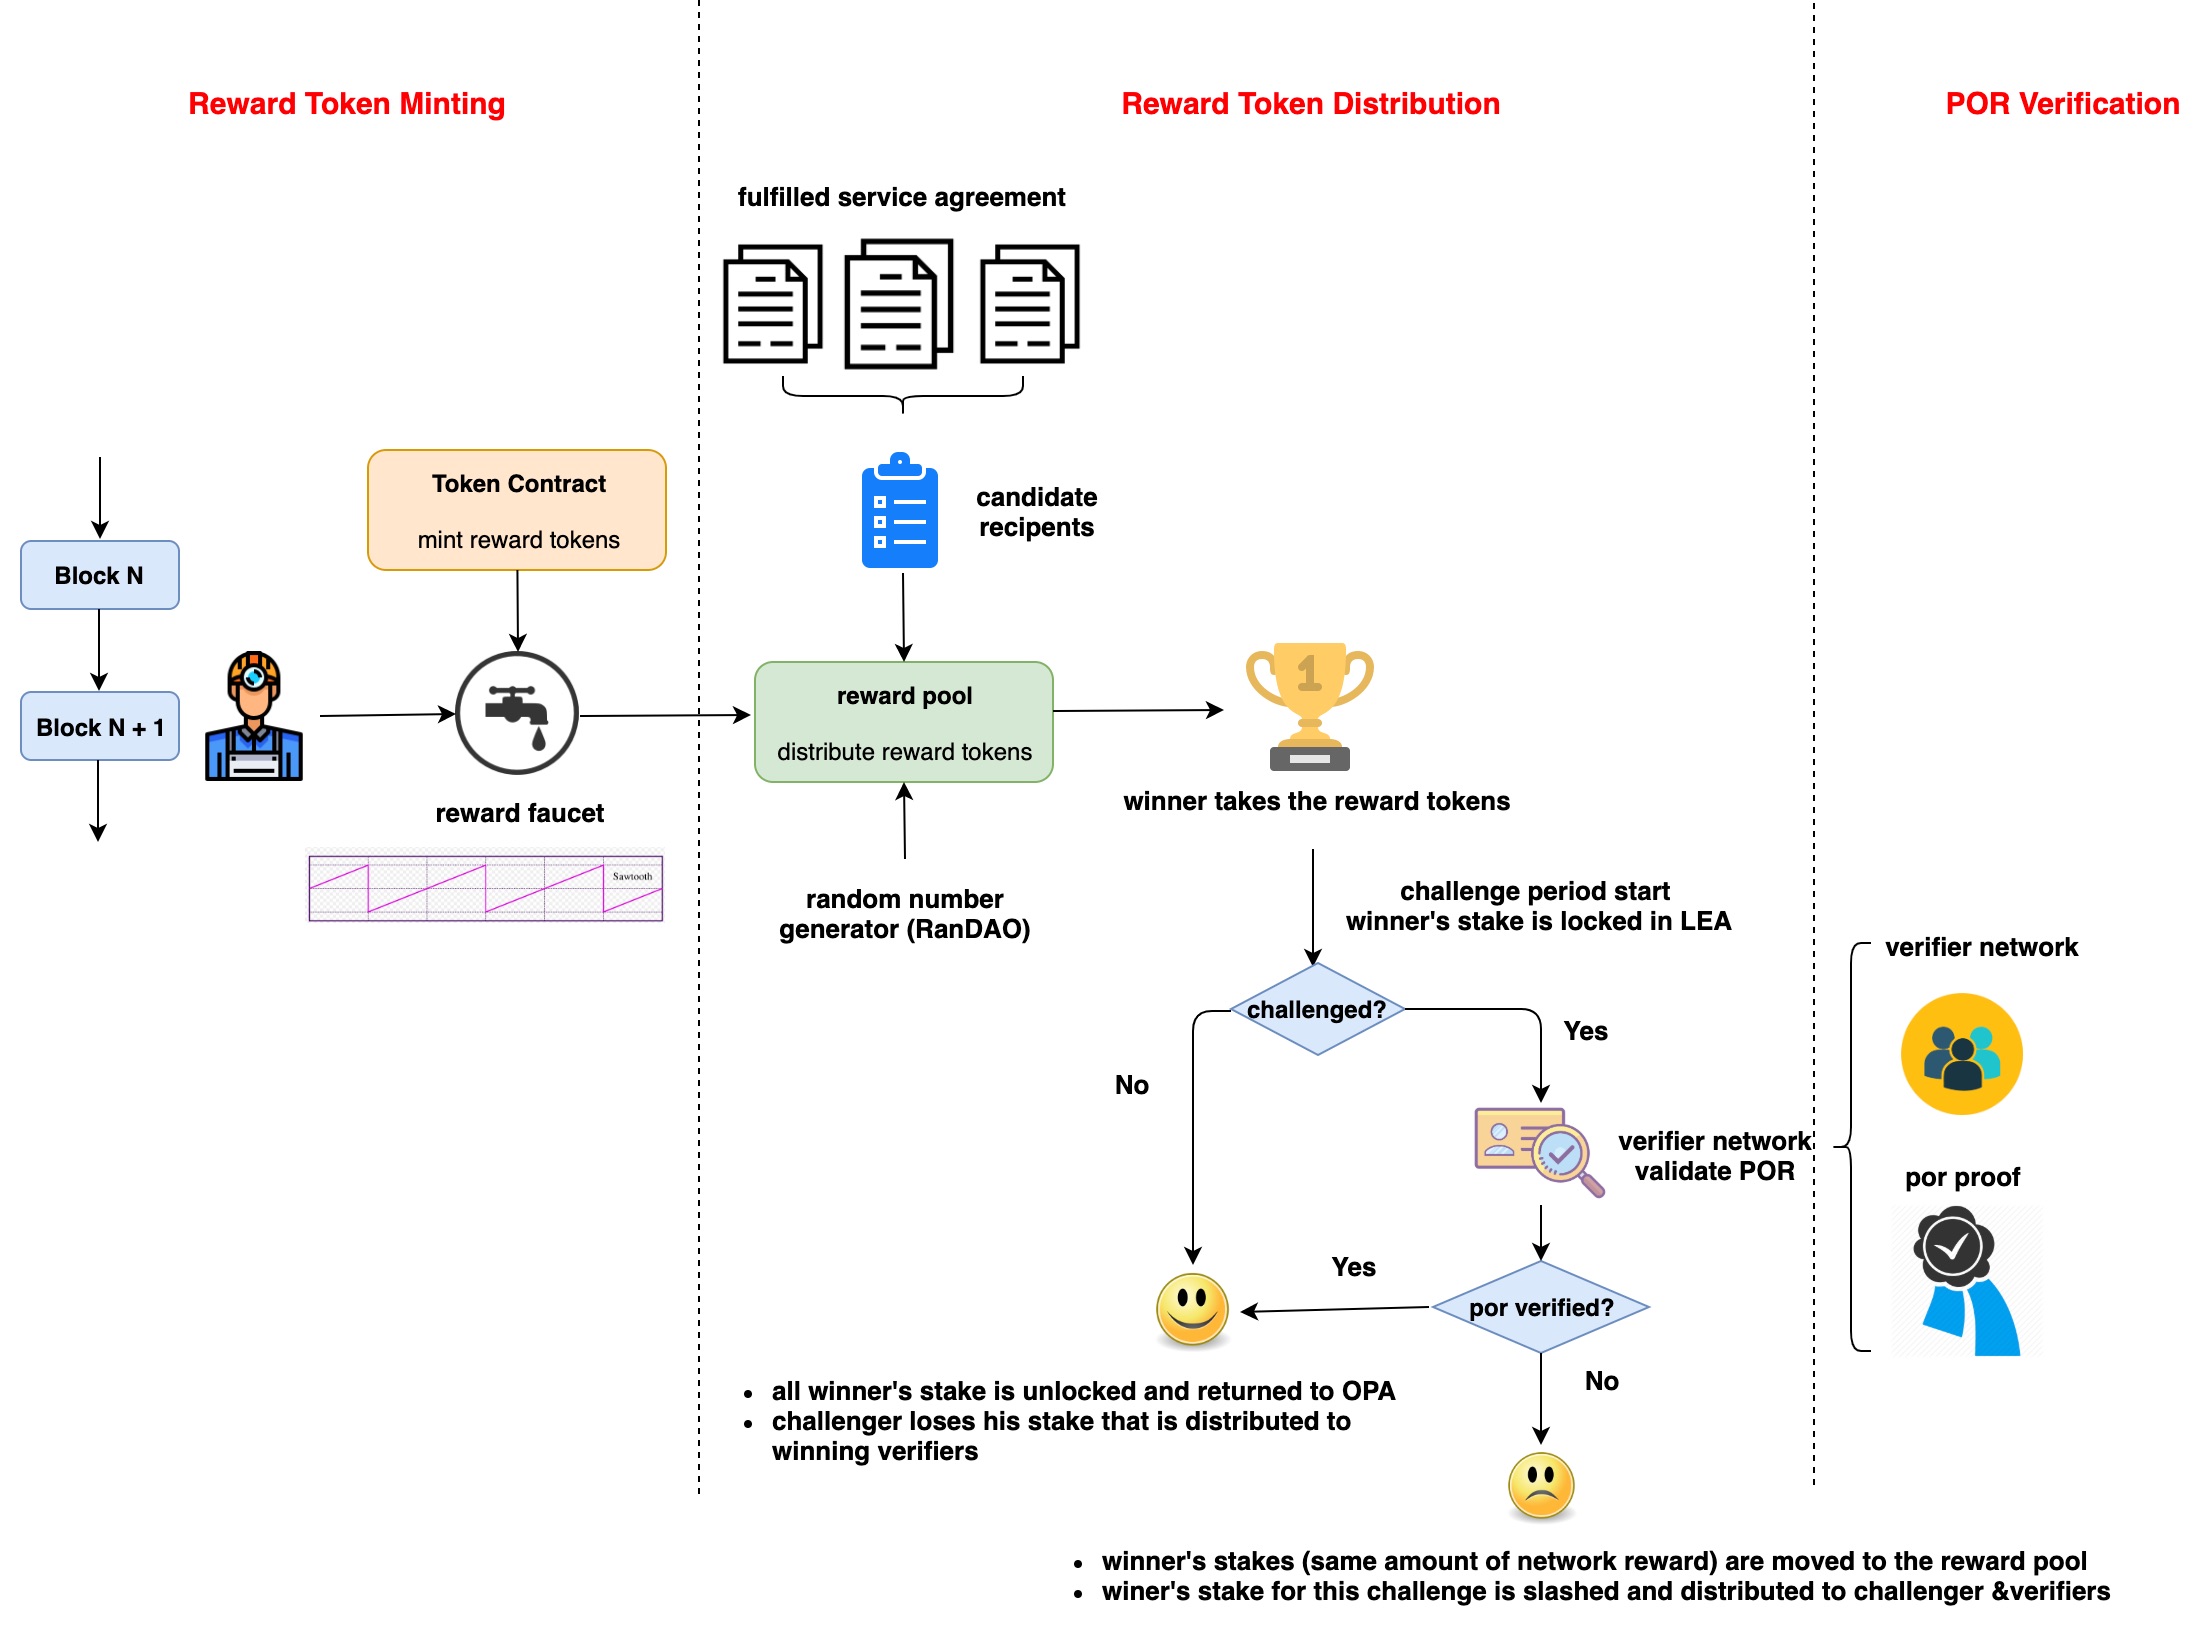 Reward Token Minting
Reward Token Distribution
POR Verification
fulfilled service agreement
candidate
recipents
Token Contract
mint reward tokens
Block N
Block N + 1
reward faucet
Sawtooth
reward pool
distribute reward tokens
1
winner takes the reward tokens
random number
generator (RanDAO)
challenge period start
winner's stake is locked in LEA
challenged?
Yes
No
verifier network
validate POR
verifier network
por proof
por verified?
Yes
No
• all winner's stake is unlocked and returned to OPA
• challenger loses his stake that is distributed to
winning verifiers
• winner's stakes (same amount of network reward) are moved to the reward pool
• winer's stake for this challenge is slashed and distributed to challenger &verifiers